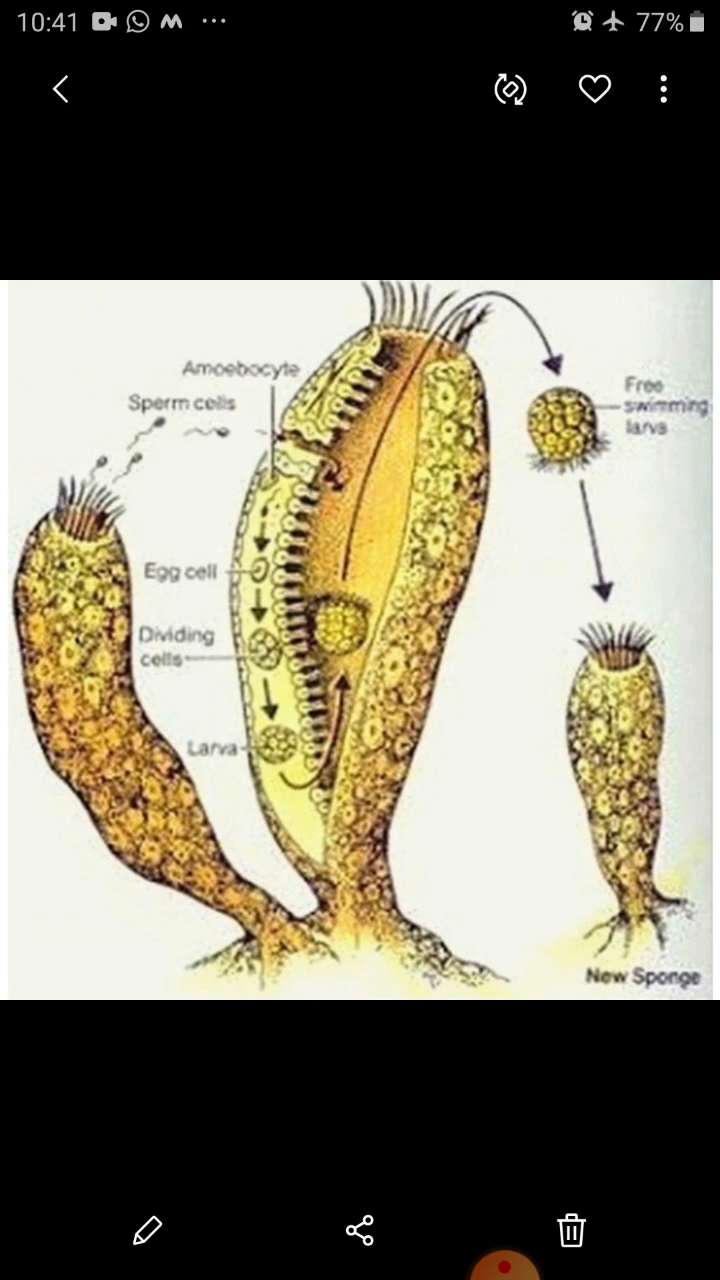 10:41
77%
Amoebocyte
Sperm cells
Free
swimming
larva
Egg cell
Dividing
cells
Larva
New Sponge